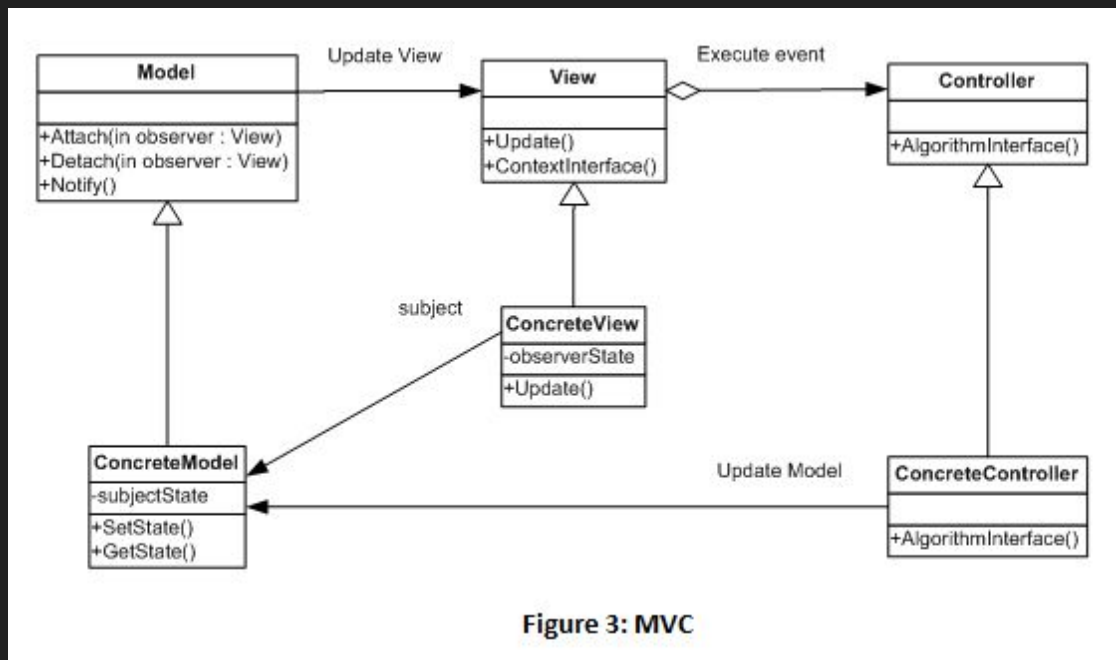 Update View
Execute event
Model
+Attach(in observer : View)
+Detach(in observer : View)
+Notify()
View
+Update()
+ContextInterface()
Controller
+AlgorithmInterface()
subject
ConcreteView
-observerState
+Update()
ConcreteModel
-subjectState
+SetState()
+GetState()
Update Model
ConcreteController
+AlgorithmInterface()
Figure 3: MVC